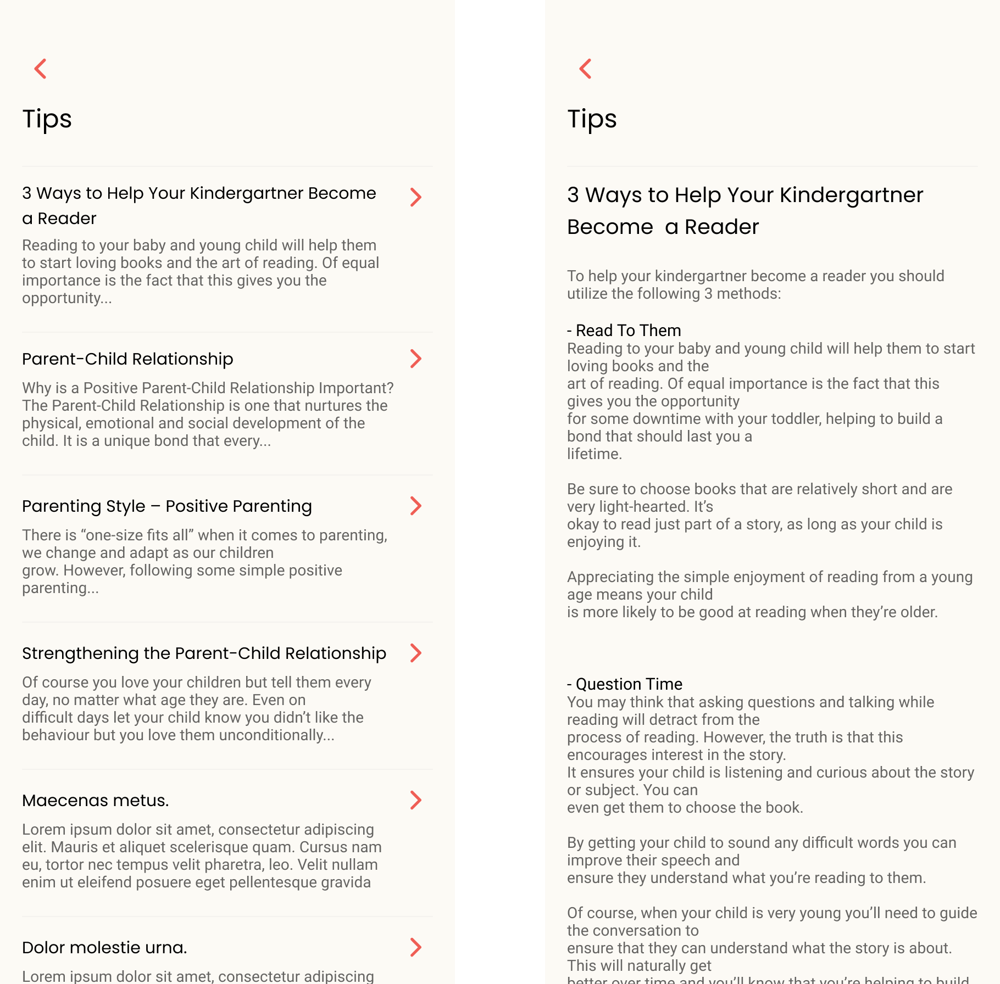 Tips
3 Ways to Help Your Kindergartner Become
a Reader
Reading to your baby and young child will help them
to start loving books and the art of reading. Of equal
importance is the fact that this gives you the
opportunity...
Parent-Child Relationship
Why is a Positive Parent-Child Relationship Important?
The Parent-Child Relationship is one that nurtures the
physical, emotional and social development of the
child. It is a unique bond that every...
Parenting Style – Positive Parenting
There is “one-size fits all” when it comes to parenting,
we change and adapt as our children
grow. However, following some simple positive
parenting...
Strengthening the Parent-Child Relationship
Of course you love your children but tell them every
day, no matter what age they are. Even on
difficult days let your child know you didn’t like the
behaviour but you love them unconditionally...
Maecenas metus.
Lorem ipsum dolor sit amet, consectetur adipiscing
elit. Mauris et aliquet scelerisque quam. Cursus nam
eu, tortor nec tempus velit pharetra, leo. Velit nullam
enim ut eleifend posuere eget pellentesque gravida
Dolor molestie urna.
Lorem ipsum dolor sit amet, consectetur adipiscing
Tips
3 Ways to Help Your Kindergartner
Become  a Reader
To help your kindergartner become a reader you should
utilize the following 3 methods:
- Read To Them
Reading to your baby and young child will help them to start
loving books and the
art of reading. Of equal importance is the fact that this
gives you the opportunity
for some downtime with your toddler, helping to build a
bond that should last you a
lifetime.
Be sure to choose books that are relatively short and are
very light-hearted. It’s
okay to read just part of a story, as long as your child is
enjoying it.
Appreciating the simple enjoyment of reading from a young
age means your child
is more likely to be good at reading when they’re older.
- Question Time
You may think that asking questions and talking while
reading will detract from the
process of reading. However, the truth is that this
encourages interest in the story.
It ensures your child is listening and curious about the story
or subject. You can
even get them to choose the book.
By getting your child to sound any difficult words you can
improve their speech and
ensure they understand what you’re reading to them.
Of course, when your child is very young you’ll need to guide
the conversation to
ensure that they can understand what the story is about.
This will naturally get
better over time and you’ll know that you’re helping to build